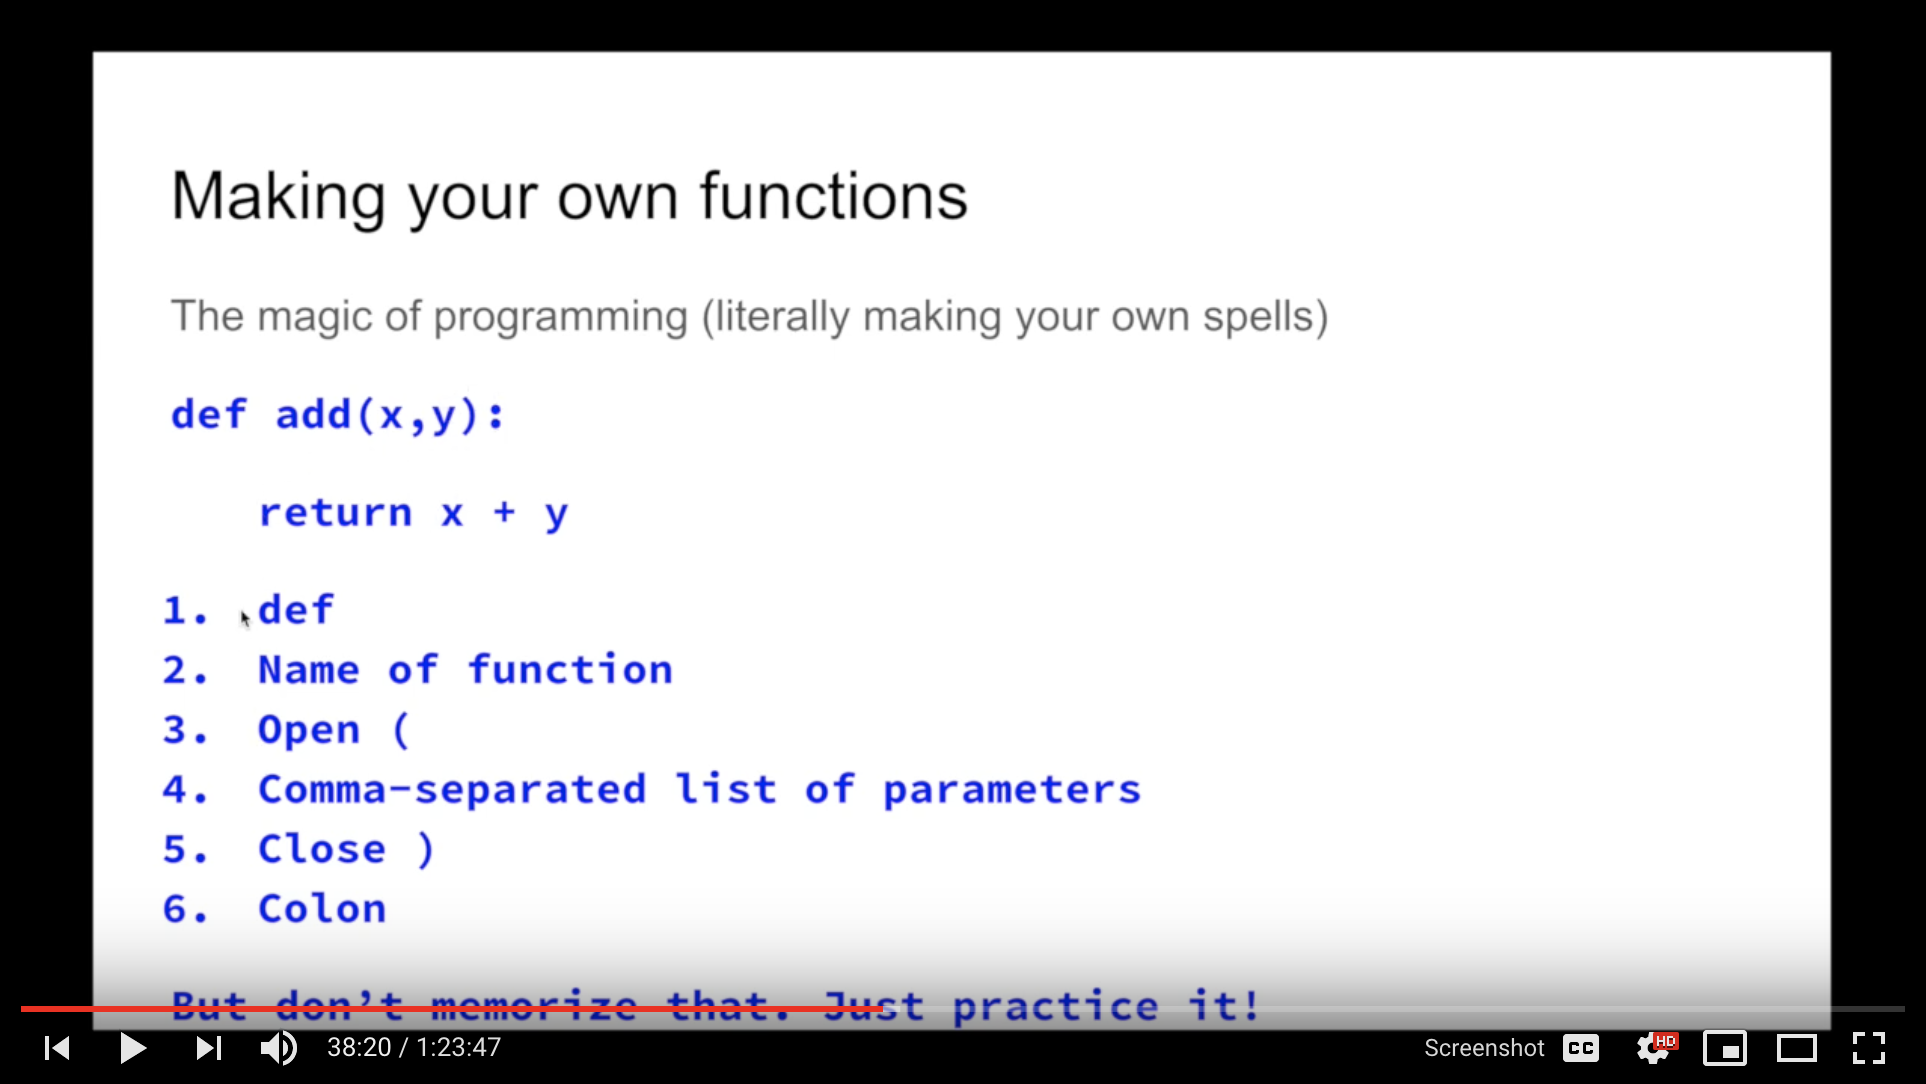 Making your own functions
The magic of programming (literally making your own spells)
def add(x,y):
return x + y
1. def
2. Name of function
3. Open (
4. Comma-separated list of parameters
5. Close )
6. Colon
But don’t memorize that. Just practice it!
38:20 / 1:23:47 Screenshot CC HD